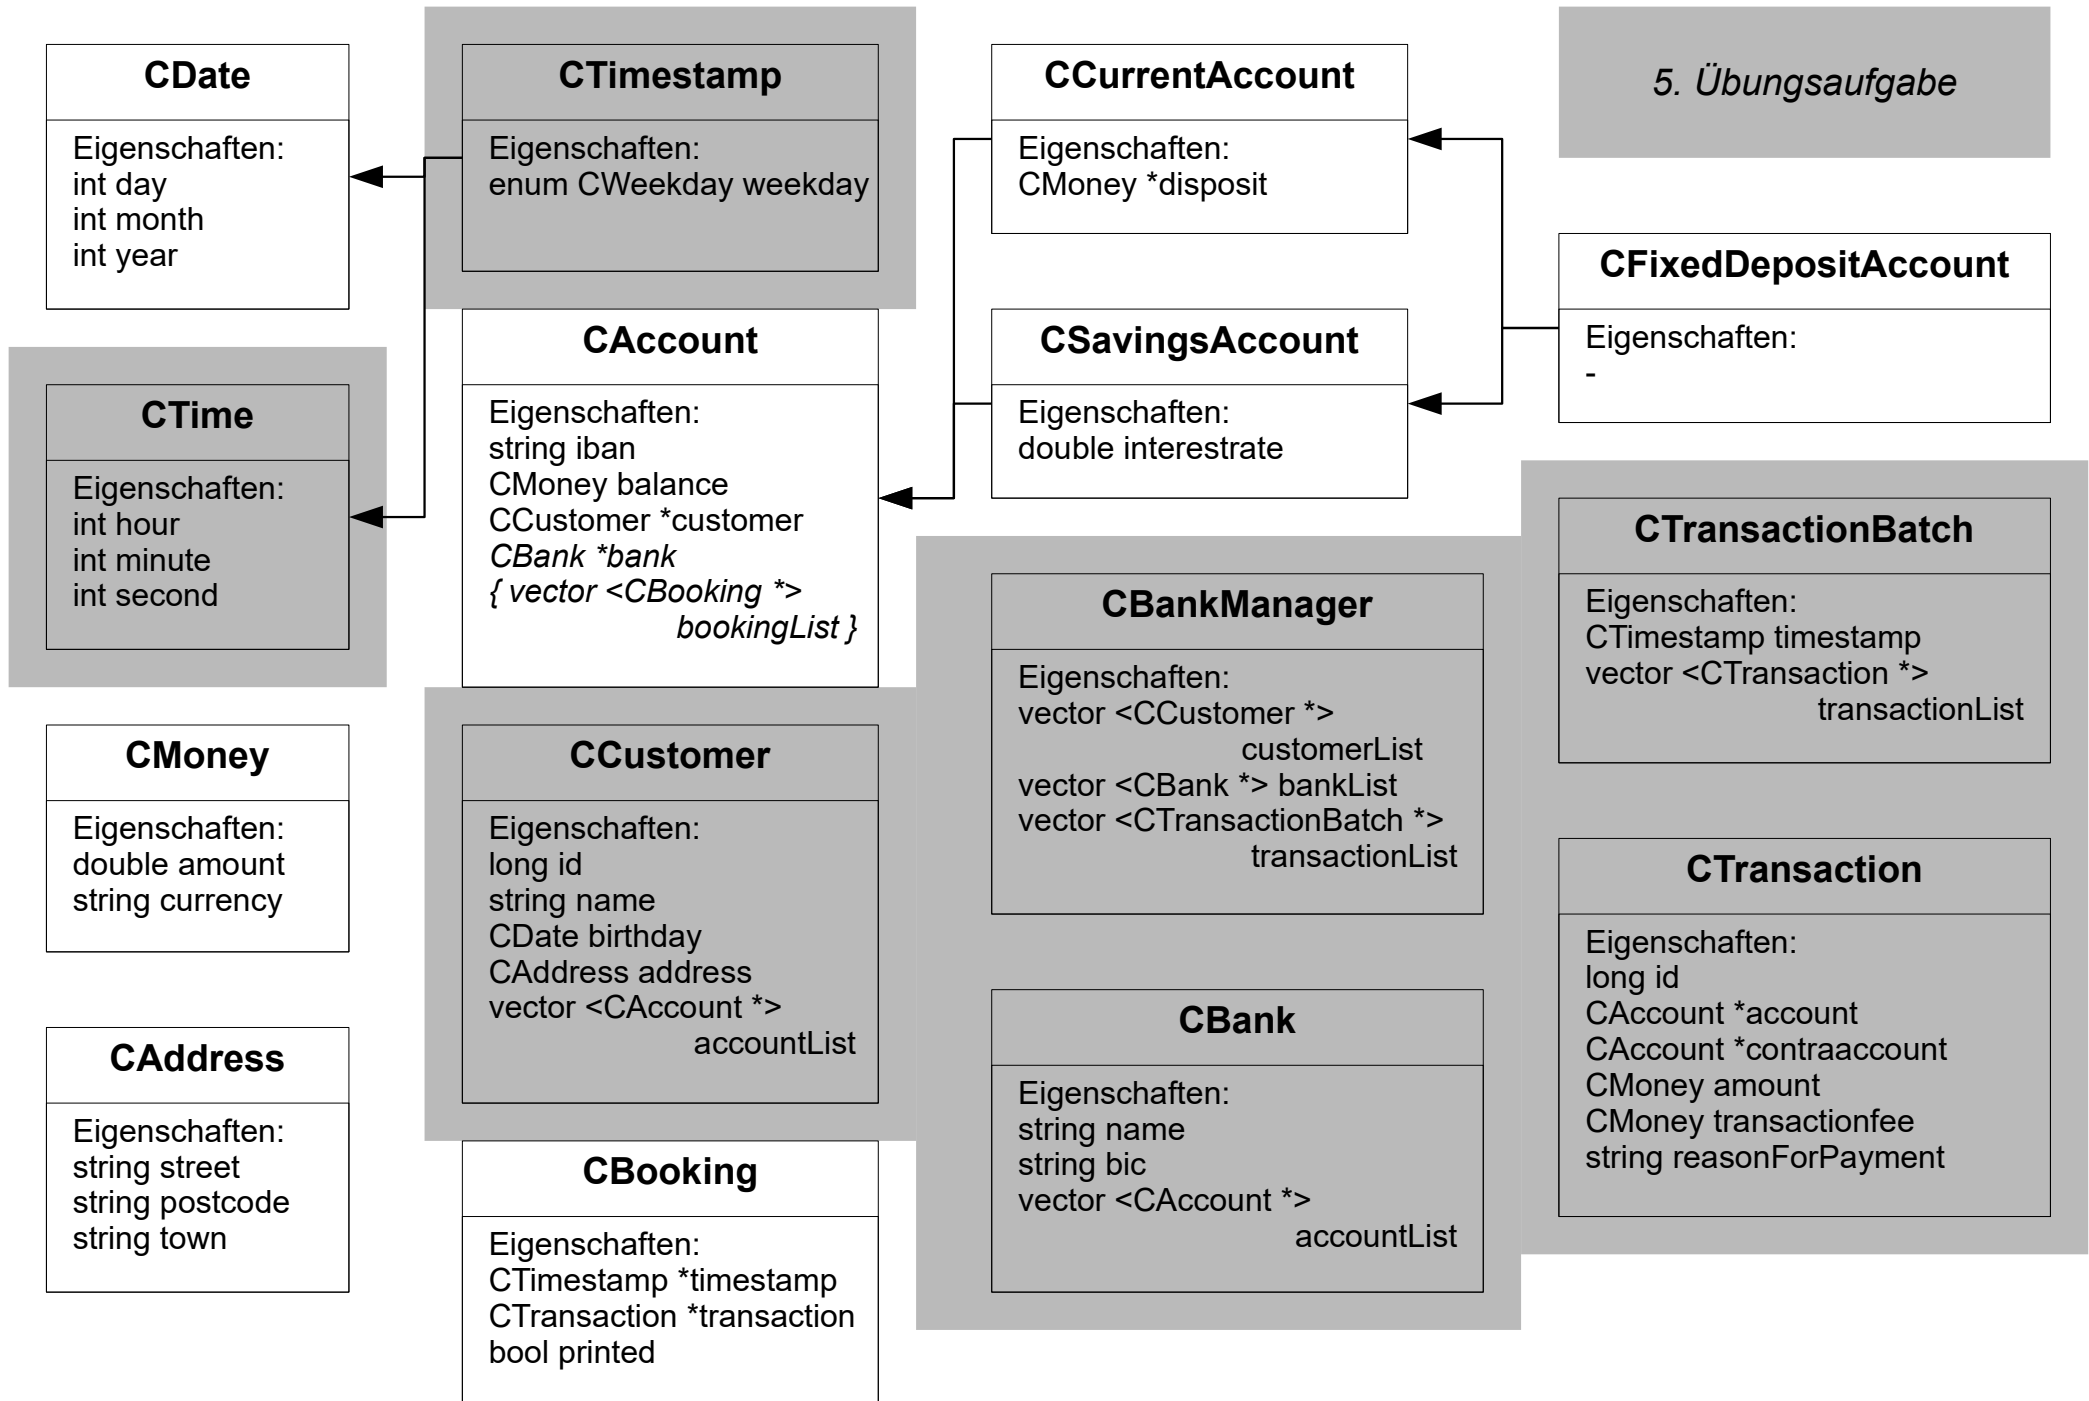 CDate
Eigenschaften:
int day
int month
int year
CTimestamp
Eigenschaften:
enum CWeekday weekday
CCurrentAccount
Eigenschaften:
CMoney *disposit
5. Übungsaufgabe
CFixedDepositAccount
Eigenschaften:
-
CAccount
Eigenschaften:
string iban
CMoney balance
CCustomer *customer
CBank *bank
{ vector <CBooking *>
bookingList }
CSavingsAccount
Eigenschaften:
double interestrate
CTime
Eigenschaften:
int hour
int minute
int second
CBankManager
Eigenschaften:
vector <CCustomer *>
customerList
vector <CBank *> bankList
vector <CTransactionBatch *>
transactionList
CTransactionBatch
Eigenschaften:
CTimestamp timestamp
vector <CTransaction *>
transactionList
CMoney
Eigenschaften:
double amount
string currency
CCustomer
Eigenschaften:
long id
string name
CDate birthday
CAddress address
vector <CAccount *>
accountList
CTransaction
Eigenschaften:
long id
CAccount *account
CAccount *contraaccount
CMoney amount
CMoney transactionfee
string reasonForPayment
CBank
Eigenschaften:
string name
string bic
vector <CAccount *>
accountList
CAddress
Eigenschaften:
string street
string postcode
string town
CBooking
Eigenschaften:
CTimestamp *timestamp
CTransaction *transaction
bool printed